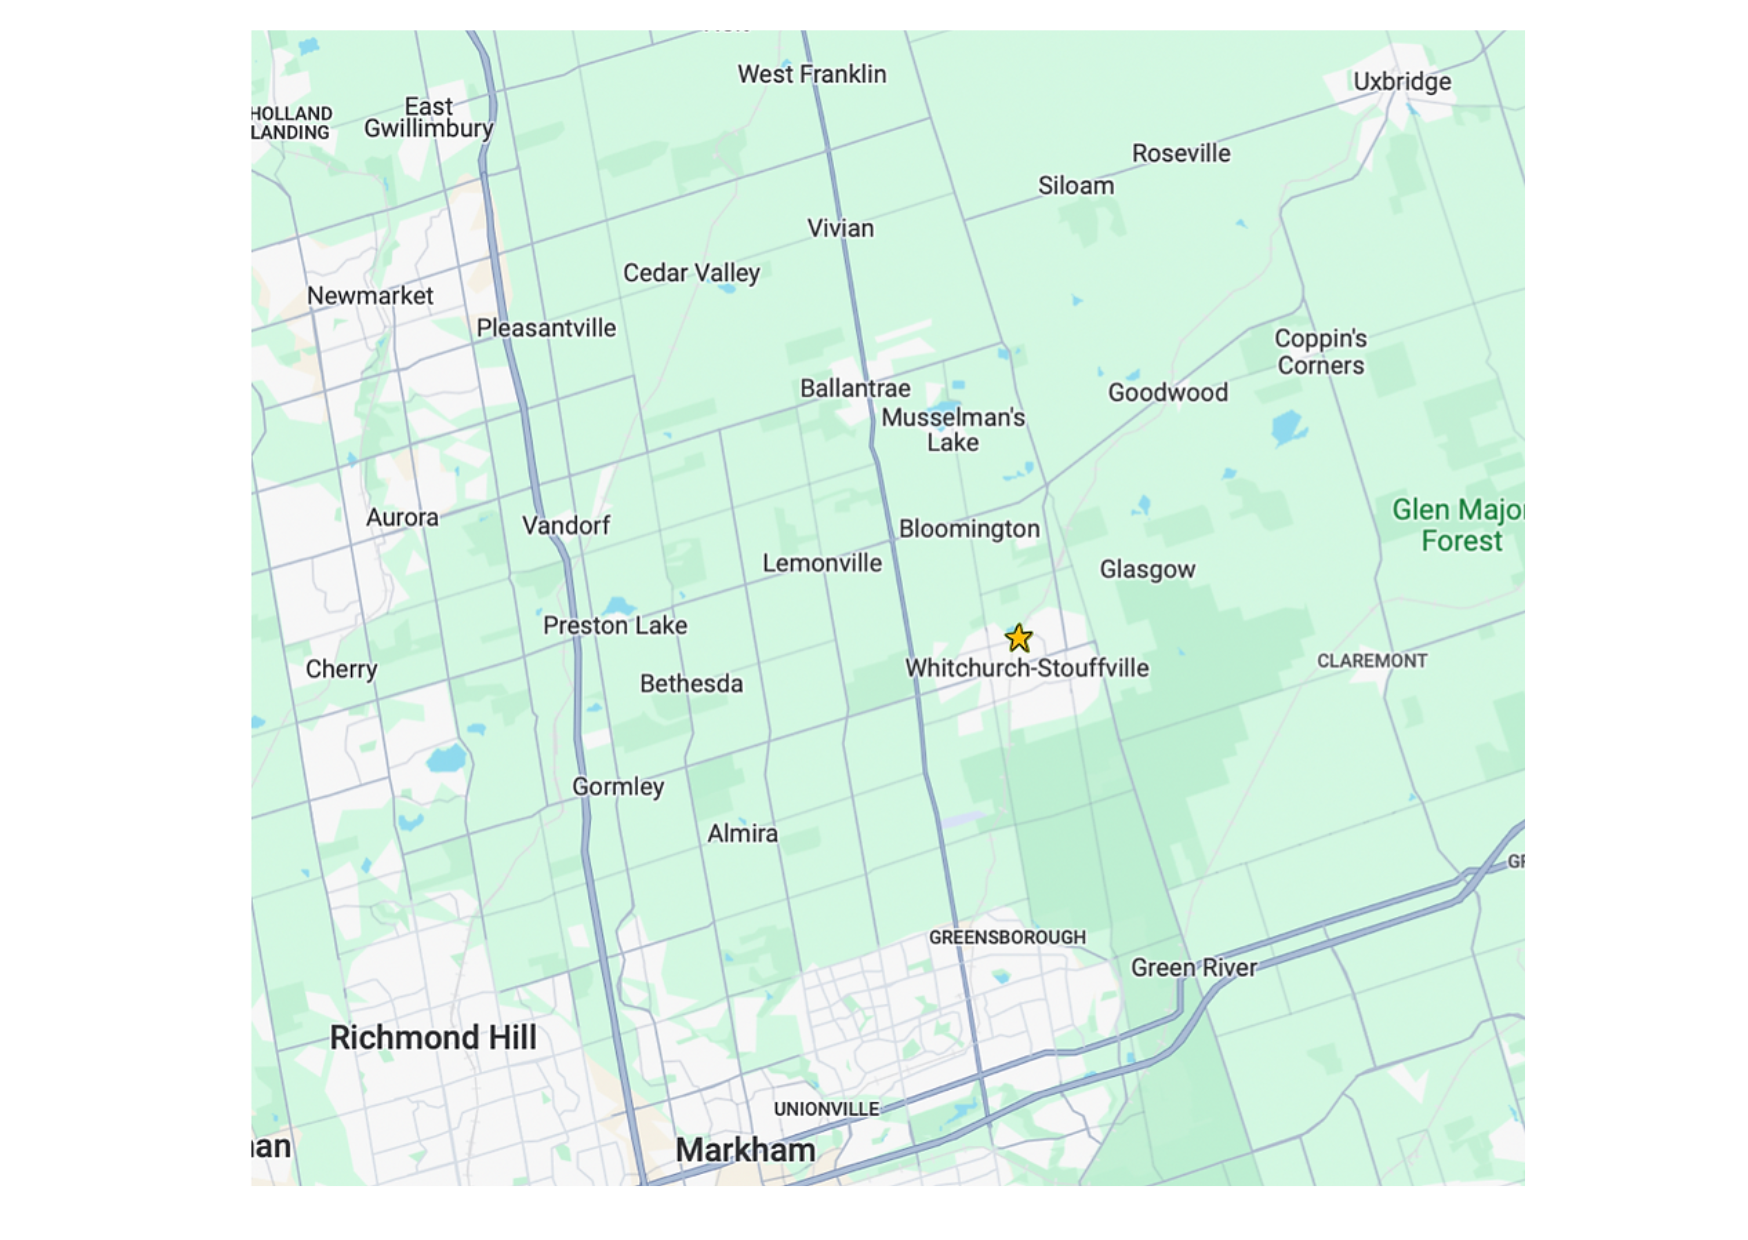 West Franklin
Uxbridge
HOLLAND
LANDING
East
Gwillimbury
Roseville
Siloam
Vivian
Cedar Valley
Newmarket
Pleasantville
Coppin's
Corners
Ballantrae
Goodwood
Musselman's
Lake
Aurora
Vandorf
Bloomington
Glen Major
Forest
Lemonville
Glasgow
Preston Lake
Cherry
Whitchurch-Stouffville
CLAREMONT
Bethesda
Gormley
Almira
GR
GREENSBOROUGH
Green River
Richmond Hill
UNIONVILLE
Markham
an